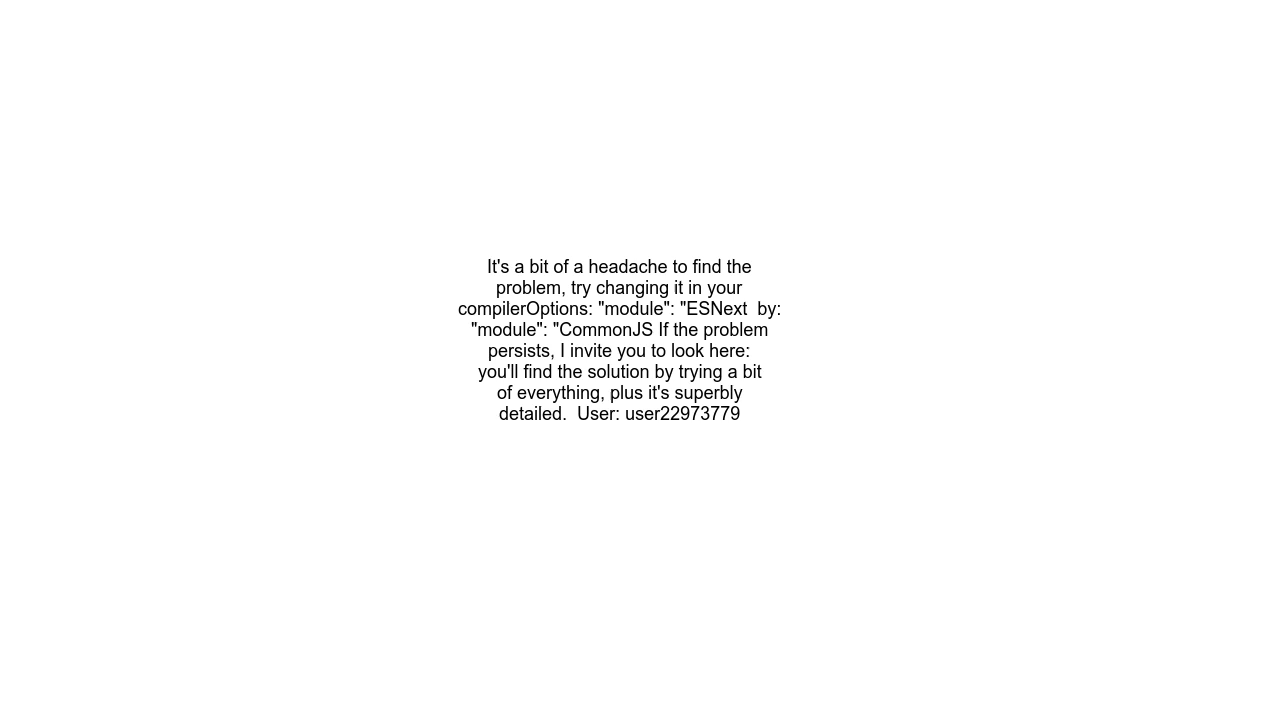 It's a bit of a headache to find the
problem, try changing it in your
compilerOptions: "module": "ESNext  by:
"module": "CommonJS If the problem
persists, I invite you to look here:
you'll find the solution by trying a bit
of everything, plus it's superbly
detailed.  User: user22973779